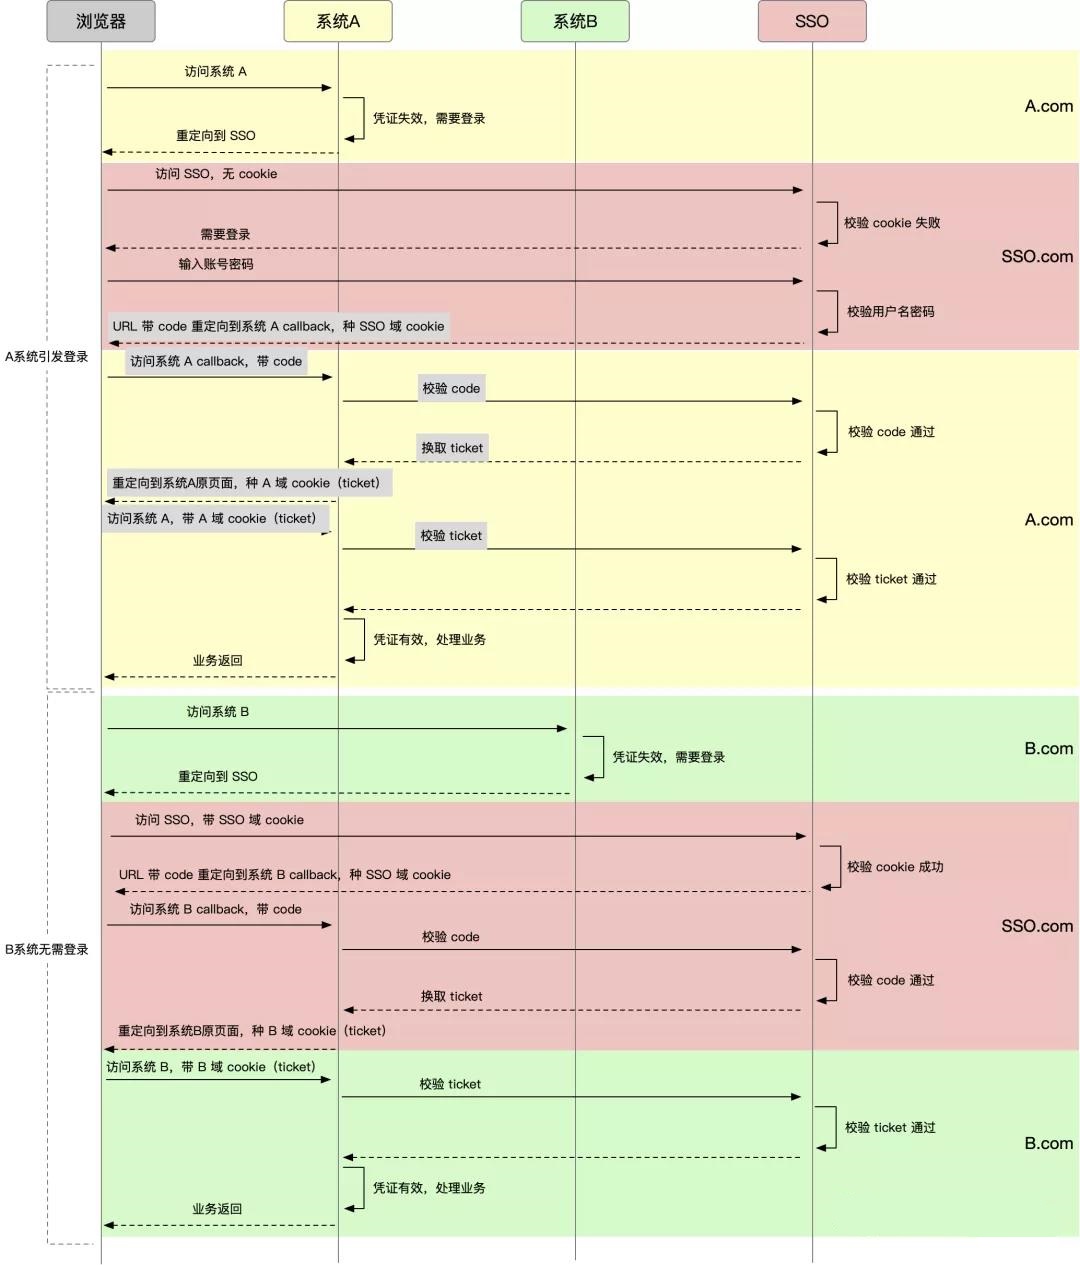 浏览器
系统A
系统B
SSO
访问系统 A
凭证失效，需要登录
A.com
重定向到 SSO
访问 SSO，无 cookie
校验 cookie 失败
需要登录
SSO.com
输入账号密码
校验用户名密码
URL 带 code 重定向到系统 A callback，种 SSO 域 cookie
A系统引发登录
访问系统 A callback，带 code
校验 code
校验 code 通过
换取 ticket
重定向到系统A原页面，种 A 域 cookie（ticket）
访问系统 A，带 A 域 cookie（ticket）
A.com
校验 ticket
校验 ticket 通过
凭证有效，处理业务
业务返回
访问系统 B
B.com
凭证失效，需要登录
重定向到 SSO
访问 SSO，带 SSO 域 cookie
校验 cookie 成功
URL 带 code 重定向到系统 B callback，种 SSO 域 cookie
访问系统 B callback，带 code
SSO.com
校验 code
B系统无需登录
校验 code 通过
换取 ticket
重定向到系统B原页面，种 B 域 cookie（ticket）
访问系统 B，带 B 域 cookie（ticket）
校验 ticket
校验 ticket 通过
B.com
凭证有效，处理业务
业务返回